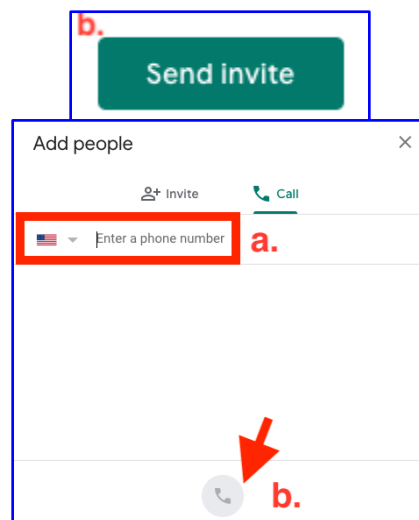 b.
Send invite
Add people
Invite
Call
Enter a phone number
a.
b.